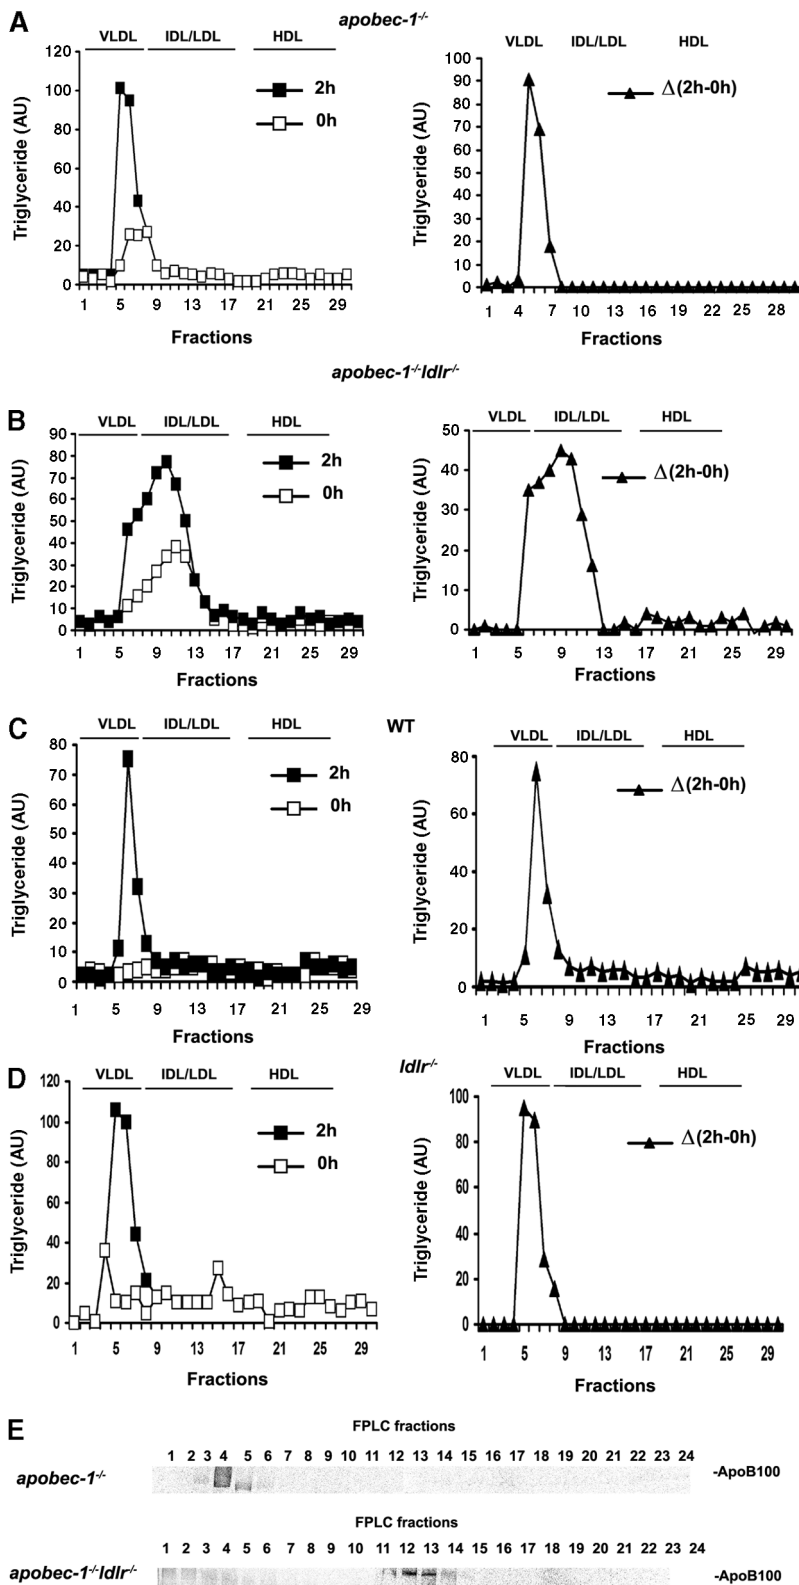 A
apobec-1-/-
VLDL IDL/LDL HDL
120
100
80
60
40
20
0
Triglyceride (AU)
2h
0h
1 5 9 13 17 21 25 29
Fractions
VLDL IDL/LDL HDL
100
90
80
70
60
50
40
30
20
10
0
Triglyceride (AU)
Δ(2h-0h)
1 4 7 10 13 16 19 22 25 28
Fractions
apobec-1-/-ldlr-/-
B
VLDL IDL/LDL HDL
90
80
70
60
50
40
30
20
10
0
Triglyceride (AU)
2h
0h
1 5 9 13 17 21 25 29
Fractions
VLDL IDL/LDL HDL
50
40
30
20
10
0
Triglyceride (AU)
Δ(2h-0h)
1 5 9 13 17 21 25 29
Fractions
C
WT
VLDL IDL/LDL HDL
80
70
60
50
40
30
20
10
0
Triglyceride (AU)
2h
0h
1 5 9 13 17 21 25 29
Fractions
VLDL IDL/LDL HDL
80
60
40
20
0
Triglyceride (AU)
Δ(2h-0h)
1 5 9 13 17 21 25 29
Fractions
D
ldlr-/-
VLDL IDL/LDL HDL
120
100
80
60
40
20
0
Triglyceride (AU)
2h
0h
1 5 9 13 17 21 25 29
Fractions
VLDL IDL/LDL HDL
100
80
60
40
20
0
Triglyceride (AU)
Δ(2h-0h)
1 5 9 13 17 21 25 29
Fractions
E
FPLC fractions
1 2 3 4 5 6 7 8 9 10 11 12 13 14 15 16 17 18 19 20 21 22 23 24
apobec-1-/- -ApoB100
FPLC fractions
1 2 3 4 5 6 7 8 9 10 11 12 13 14 15 16 17 18 19 20 21 22 23 24
apobec-1-/-ldlr-/- -ApoB100